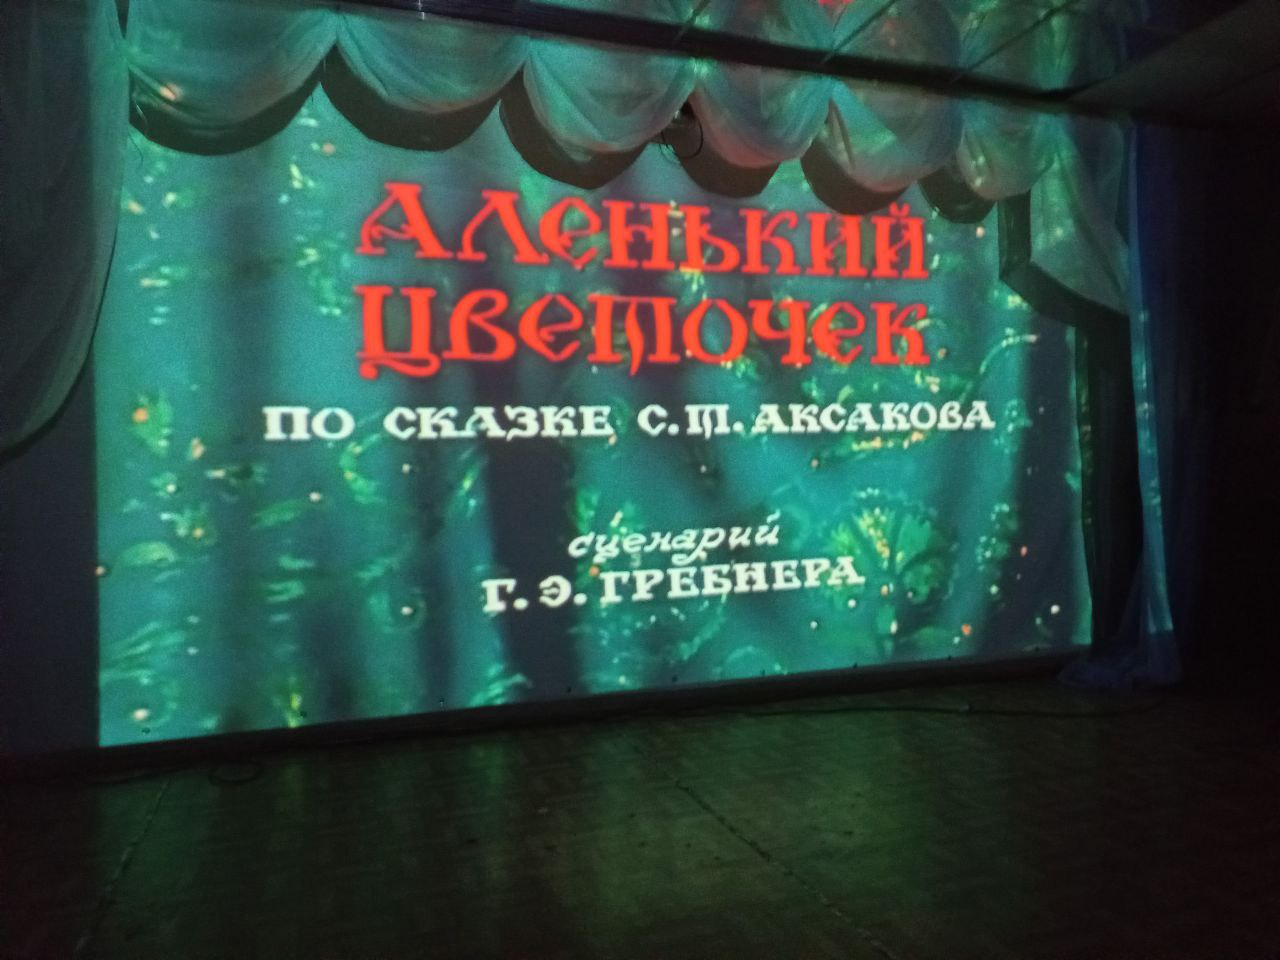 Аленький
Цветочек
ПО СКАЗКЕ С.Т. АКСАКОВА
сценарий
Г. Э. ГРЕБНЕРА